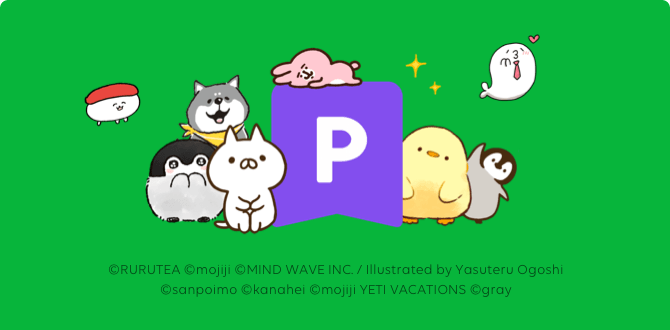 P
©RURUTEA ©mojiji ©MIND WAVE INC. / Illustrated by Yasuteru Ogoshi
©sanpoimo ©kanahei ©mojiji YETI VACATIONS ©gray